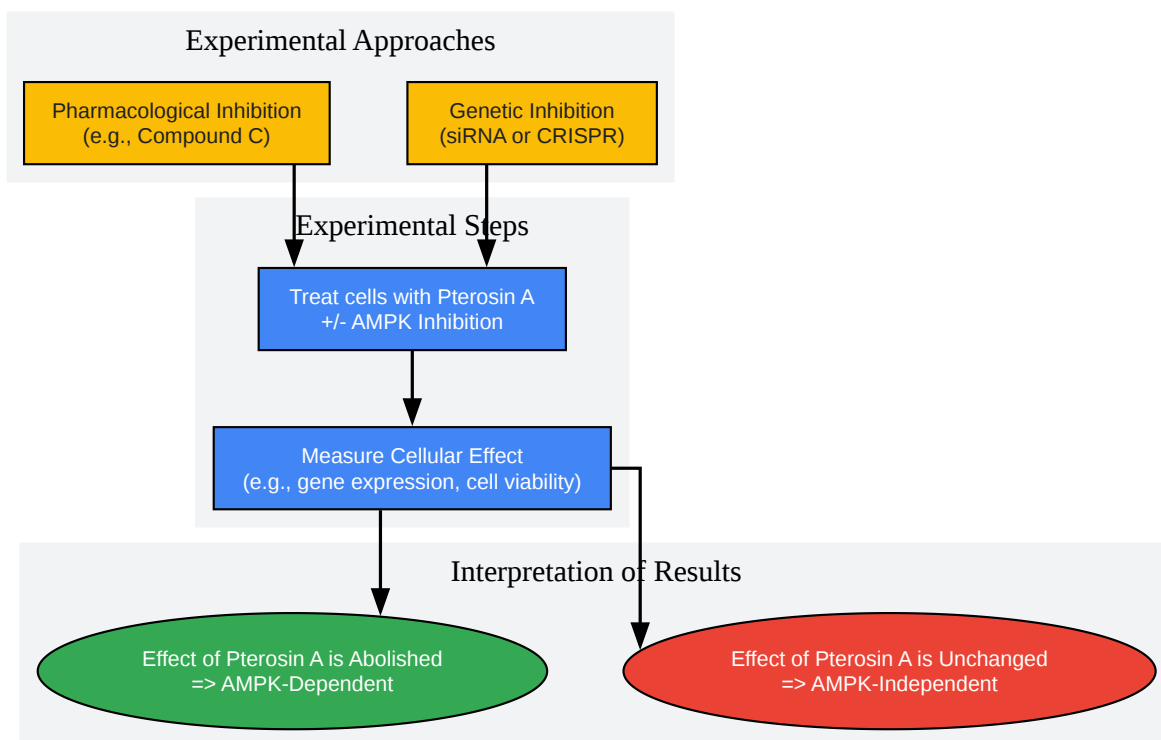 Experimental Approaches
Pharmacological Inhibition
(e.g., Compound C)
Genetic Inhibition
(siRNA or CRISPR)
Experimental Steps
Treat cells with Pterosin A
+/- AMPK Inhibition
Measure Cellular Effect
(e.g., gene expression, cell viability)
Interpretation of Results
Effect of Pterosin A is Abolished
=> AMPK-Dependent
Effect of Pterosin A is Unchanged
=> AMPK-Independent